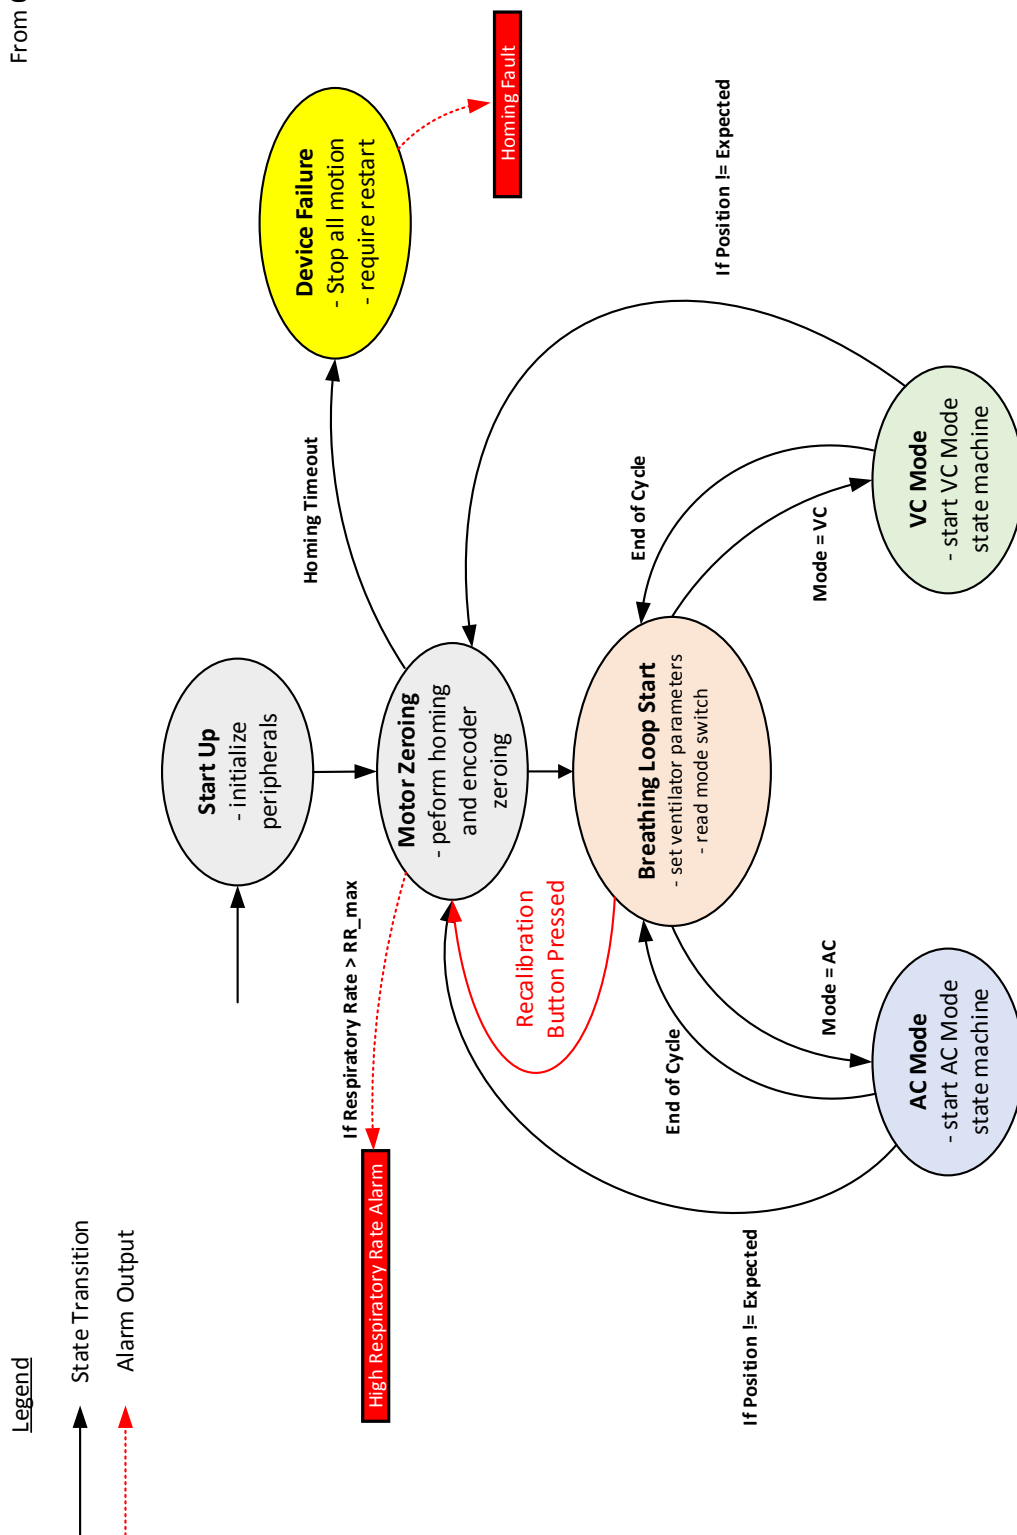 From
Legend
State Transition
Alarm Output
Start Up
- initialize
peripherals
Homing Timeout
Device Failure
- Stop all motion
- require restart
Homing Fault
If Respiratory Rate > RR_max
High Respiratory Rate Alarm
Motor Zeroing
- peform homing
and encoder
zeroing
Recalibration
Button Pressed
Breathing Loop Start
- set ventilator parameters
- read mode switch
End of Cycle
Mode = AC
End of Cycle
Mode = VC
If Position != Expected
If Position != Expected
AC Mode
- start AC Mode
state machine
VC Mode
- start VC Mode
state machine